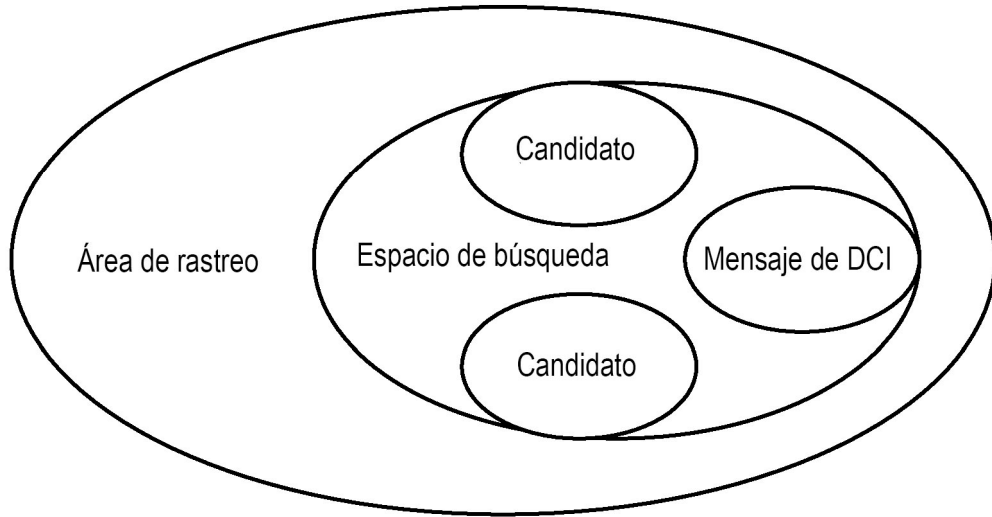 Candidato
Área de rastreo
Espacio de búsqueda
Mensaje de DCI
Candidato